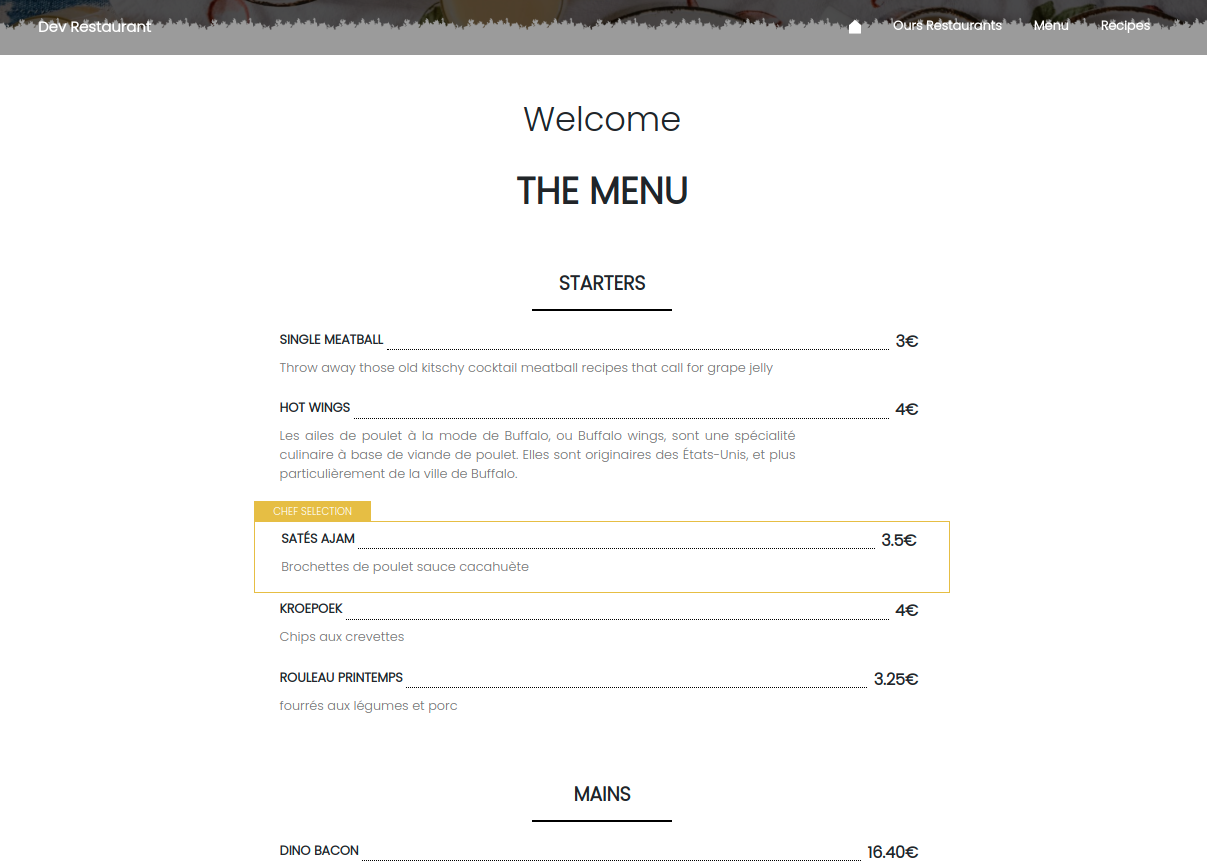 Dev Restaurant
Ours Restaurants
Menu
Recipes
Welcome
THE MENU
STARTERS
SINGLE MEATBALL 3€
Throw away those old kitschy cocktail meatball recipes that call for grape jelly
HOT WINGS 4€
Les ailes de poulet à la mode de Buffalo, ou Buffalo wings, sont une spécialité
culinaire à base de viande de poulet. Elles sont originaires des États-Unis, et plus
particulièrement de la ville de Buffalo.
CHEF SELECTION
SATÉS AJAM 3.5€
Brochettes de poulet sauce cacahuète
KROEPOEK 4€
Chips aux crevettes
ROULEAU PRINTEMPS 3.25€
fourrés aux légumes et porc
MAINS
DINO BACON 16.40€